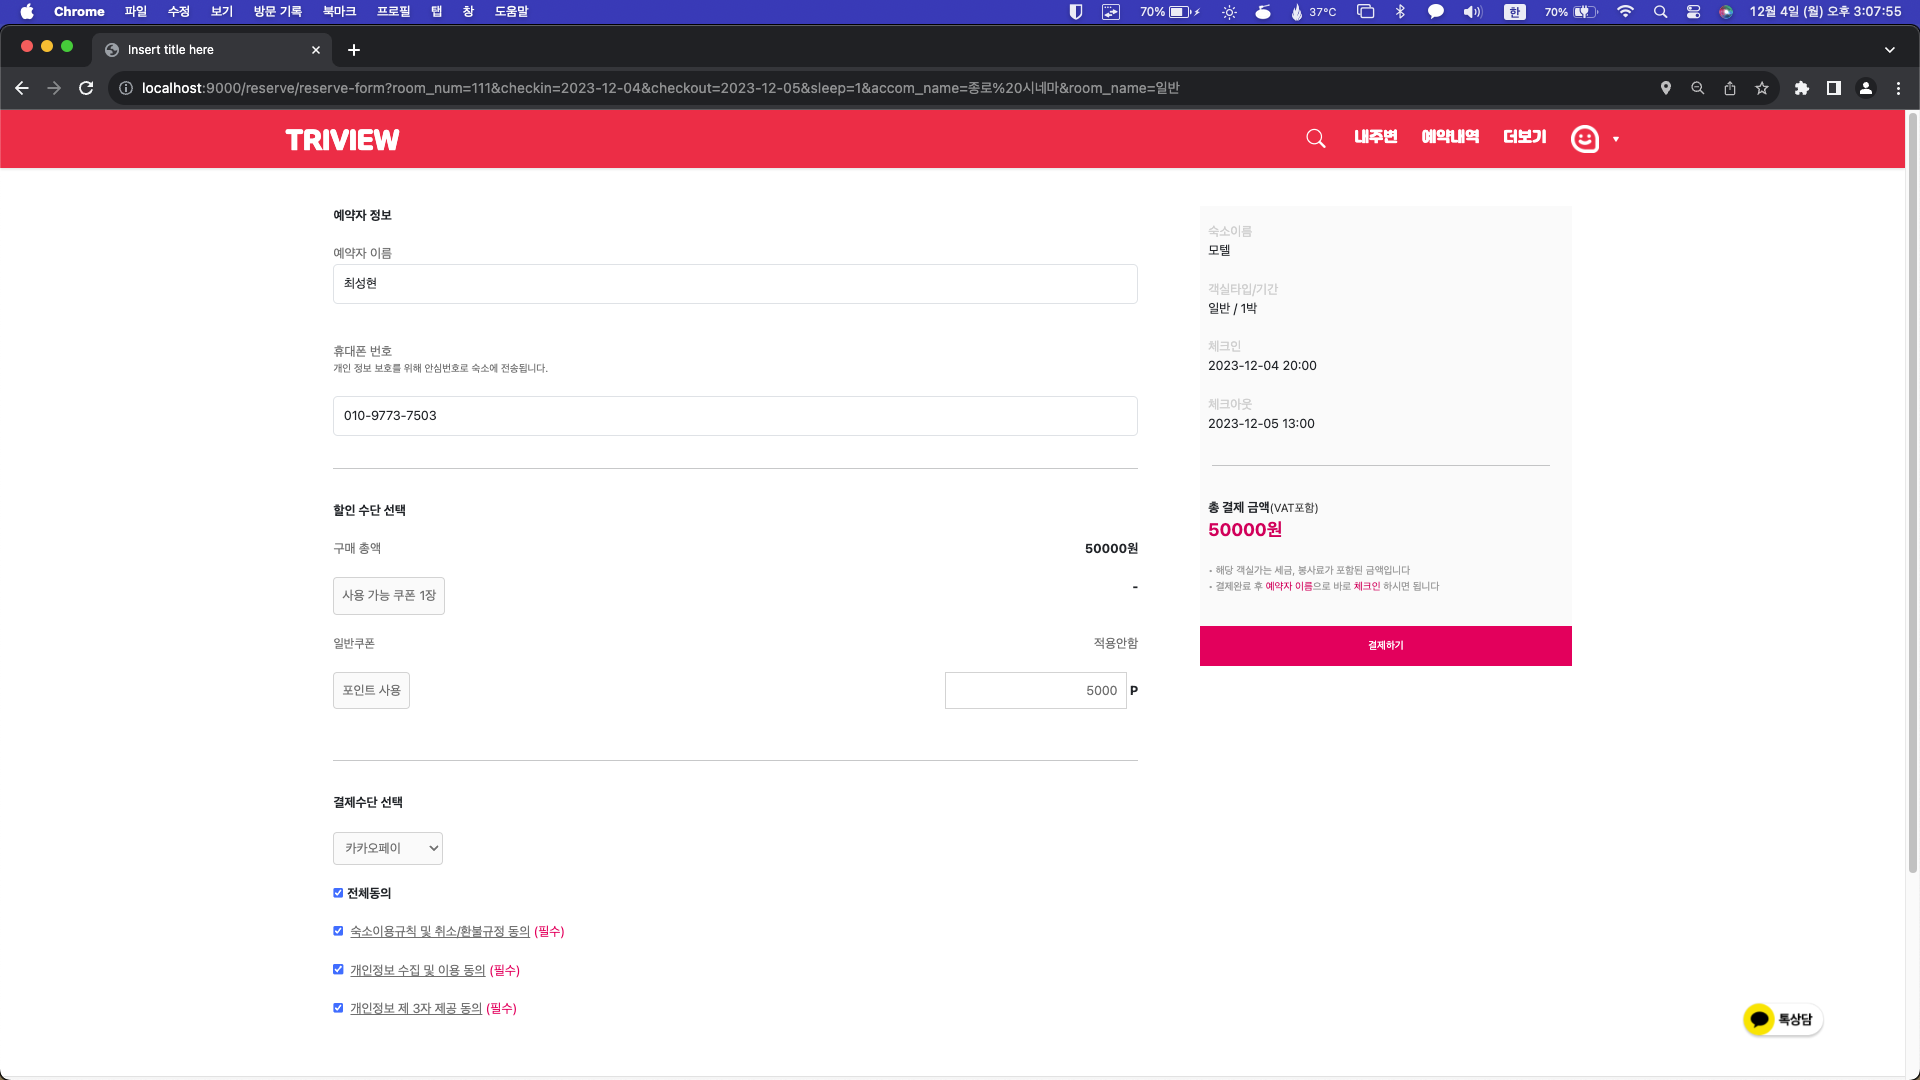 Chrome 파일 수정 보기 방문 기록 북마크 프로필 탭 창 도움말 70% 37°C 한 70% 12월 4일 (월) 오후 3:07:55
Insert title here
localhost:9000/reserve/reserve-form?room_num=111&checkin=2023-12-04&checkout=2023-12-05&sleep=1&accom_name=종로%20시네마&room_name=일반
TRIVIEW 내주변 예약내역 더보기
예약자 정보
예약자 이름
최성현
휴대폰 번호
개인 정보 보호를 위해 안심번호로 숙소에 전송됩니다.
010-9773-7503
할인 수단 선택
구매 총액 50000원
사용 가능 쿠폰 1장 -
일반쿠폰 적용안함
포인트 사용 5000 P
결제수단 선택
카카오페이
전체동의
숙소이용규칙 및 취소/환불규정 동의 (필수)
개인정보 수집 및 이용 동의 (필수)
개인정보 제 3자 제공 동의 (필수)
숙소이름
모텔
객실타입/기간
일반 / 1박
체크인
2023-12-04 20:00
체크아웃
2023-12-05 13:00
총 결제 금액(VAT포함)
50000원
• 해당 객실가는 세금, 봉사료가 포함된 금액입니다
• 결제완료 후 예약자 이름으로 바로 체크인 하시면 됩니다
결제하기
톡상담